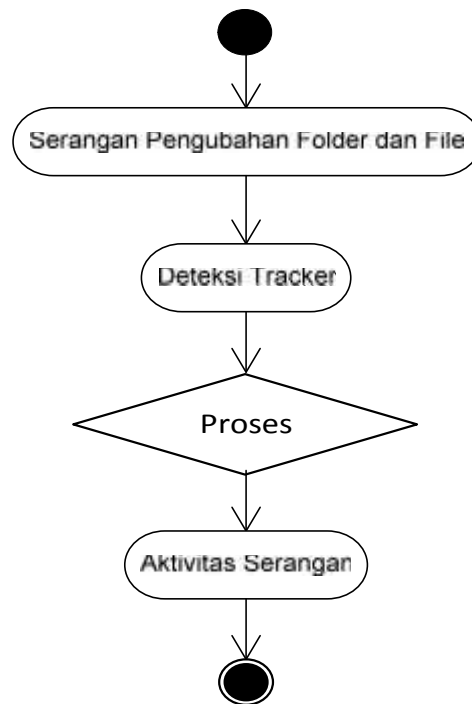 Serangan Pengubahan Folder dan File
Deteksi Tracker
Proses
Aktivitas Serangan